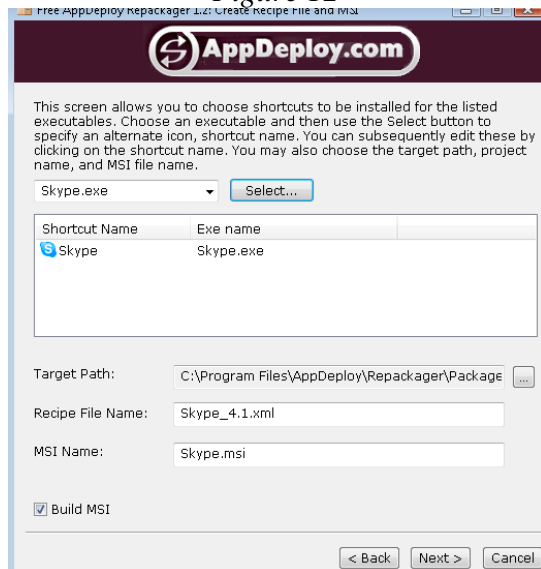 Free AppDeploy Repackager 1.2: Create Recipe File and MSI
AppDeploy.com
This screen allows you to choose shortcuts to be installed for the listed
executables. Choose an executable and then use the Select button to
specify an alternate icon, shortcut name. You can subsequently edit these by
clicking on the shortcut name. You may also choose the target path, project
name, and MSI file name.
Skype.exe Select...
Shortcut Name Exe name
Skype Skype.exe
Target Path: C:\Program Files\AppDeploy\Repackager\Package ...
Recipe File Name: Skype_4.1.xml
MSI Name: Skype.msi
Build MSI
< Back Next > Cancel